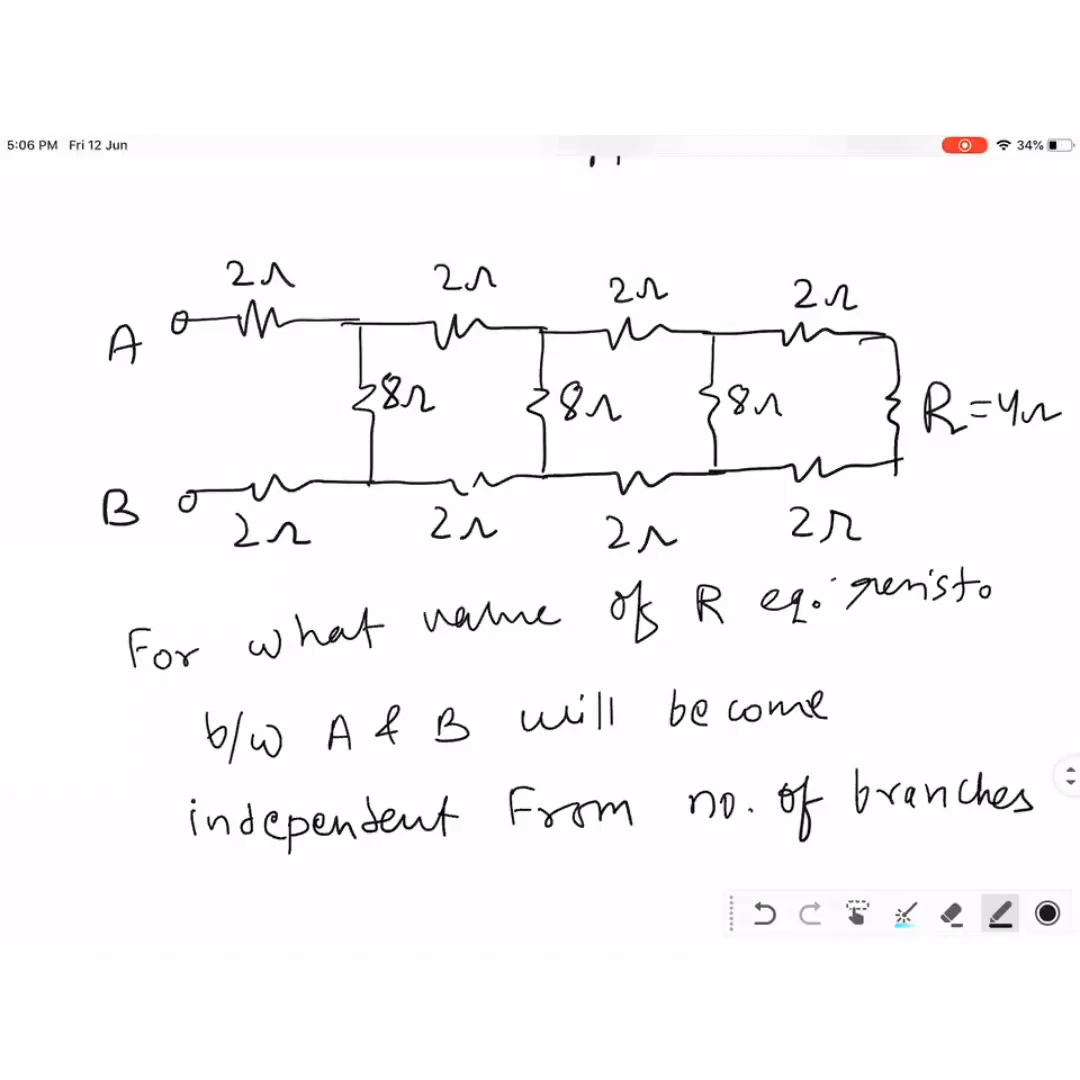 5:06 PM Fri 12 Jun
34%
2Ω 2Ω 2Ω 2Ω
A
8Ω 8Ω 8Ω R=4Ω
B
2Ω 2Ω 2Ω 2Ω
For what value of R eq.
b/w A & B will become
independent From no. of branches